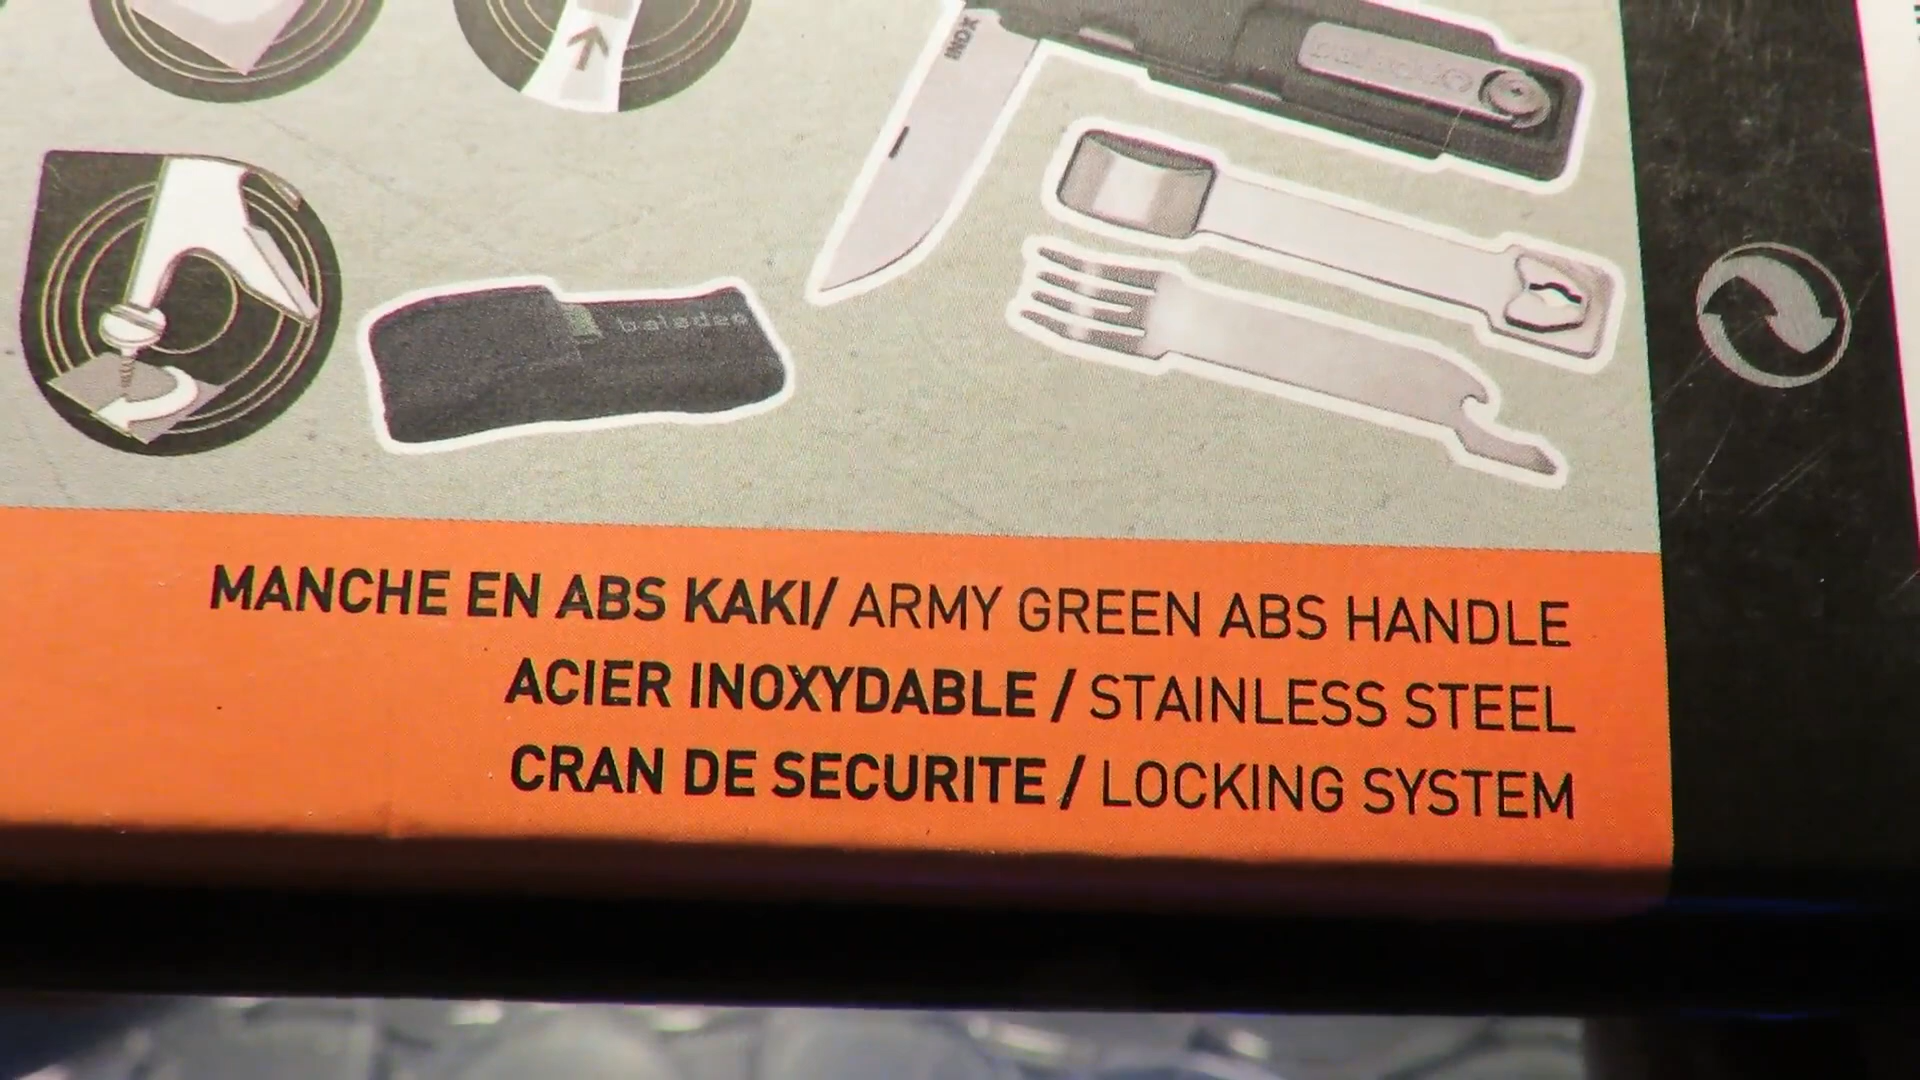 INOX
baladeo
MANCHE EN ABS KAKI/ ARMY GREEN ABS HANDLE
ACIER INOXYDABLE / STAINLESS STEEL
CRAN DE SECURITE / LOCKING SYSTEM